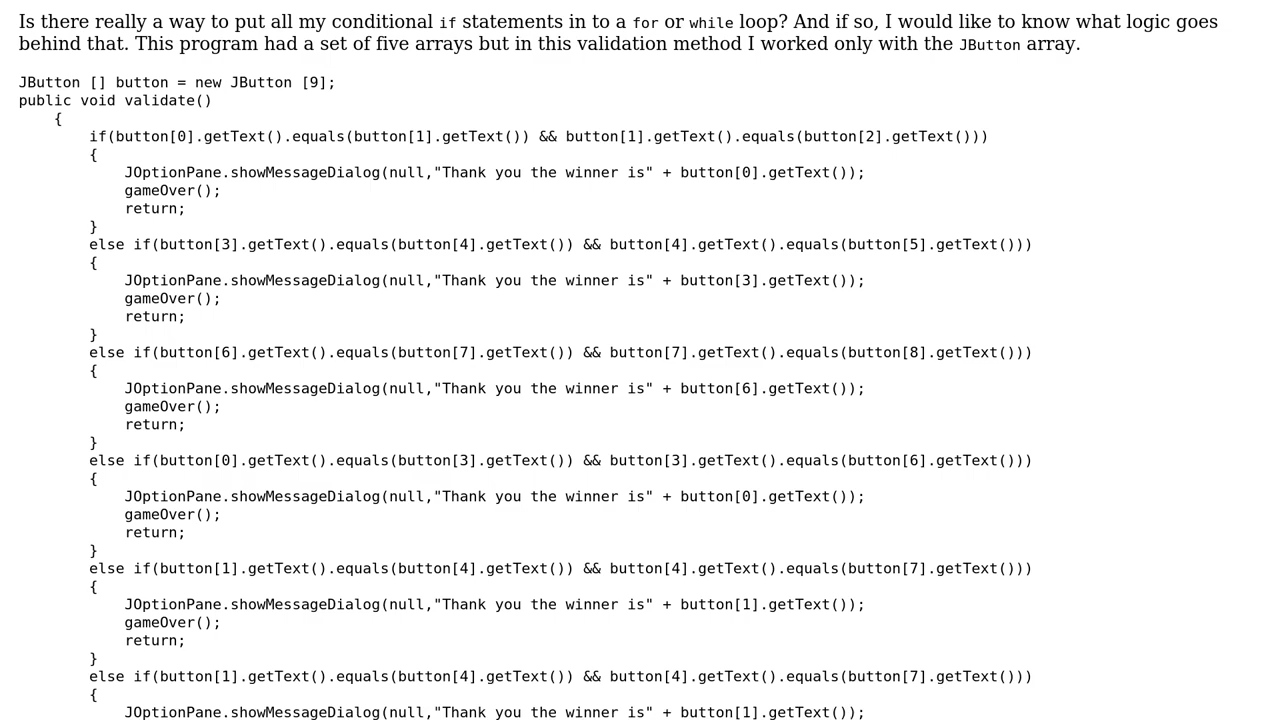 Is there really a way to put all my conditional if statements in to a for or while loop? And if so, I would like to know what logic goes
behind that. This program had a set of five arrays but in this validation method I worked only with the JButton array.
JButton [] button = new JButton [9];
public void validate()
    {
        if(button[0].getText().equals(button[1].getText()) && button[1].getText().equals(button[2].getText()))
        {
            JOptionPane.showMessageDialog(null,"Thank you the winner is" + button[0].getText());
            gameOver();
            return;
        }
        else if(button[3].getText().equals(button[4].getText()) && button[4].getText().equals(button[5].getText()))
        {
            JOptionPane.showMessageDialog(null,"Thank you the winner is" + button[3].getText());
            gameOver();
            return;
        }
        else if(button[6].getText().equals(button[7].getText()) && button[7].getText().equals(button[8].getText()))
        {
            JOptionPane.showMessageDialog(null,"Thank you the winner is" + button[6].getText());
            gameOver();
            return;
        }
        else if(button[0].getText().equals(button[3].getText()) && button[3].getText().equals(button[6].getText()))
        {
            JOptionPane.showMessageDialog(null,"Thank you the winner is" + button[0].getText());
            gameOver();
            return;
        }
        else if(button[1].getText().equals(button[4].getText()) && button[4].getText().equals(button[7].getText()))
        {
            JOptionPane.showMessageDialog(null,"Thank you the winner is" + button[1].getText());
            gameOver();
            return;
        }
        else if(button[1].getText().equals(button[4].getText()) && button[4].getText().equals(button[7].getText()))
        {
            JOptionPane.showMessageDialog(null,"Thank you the winner is" + button[1].getText());